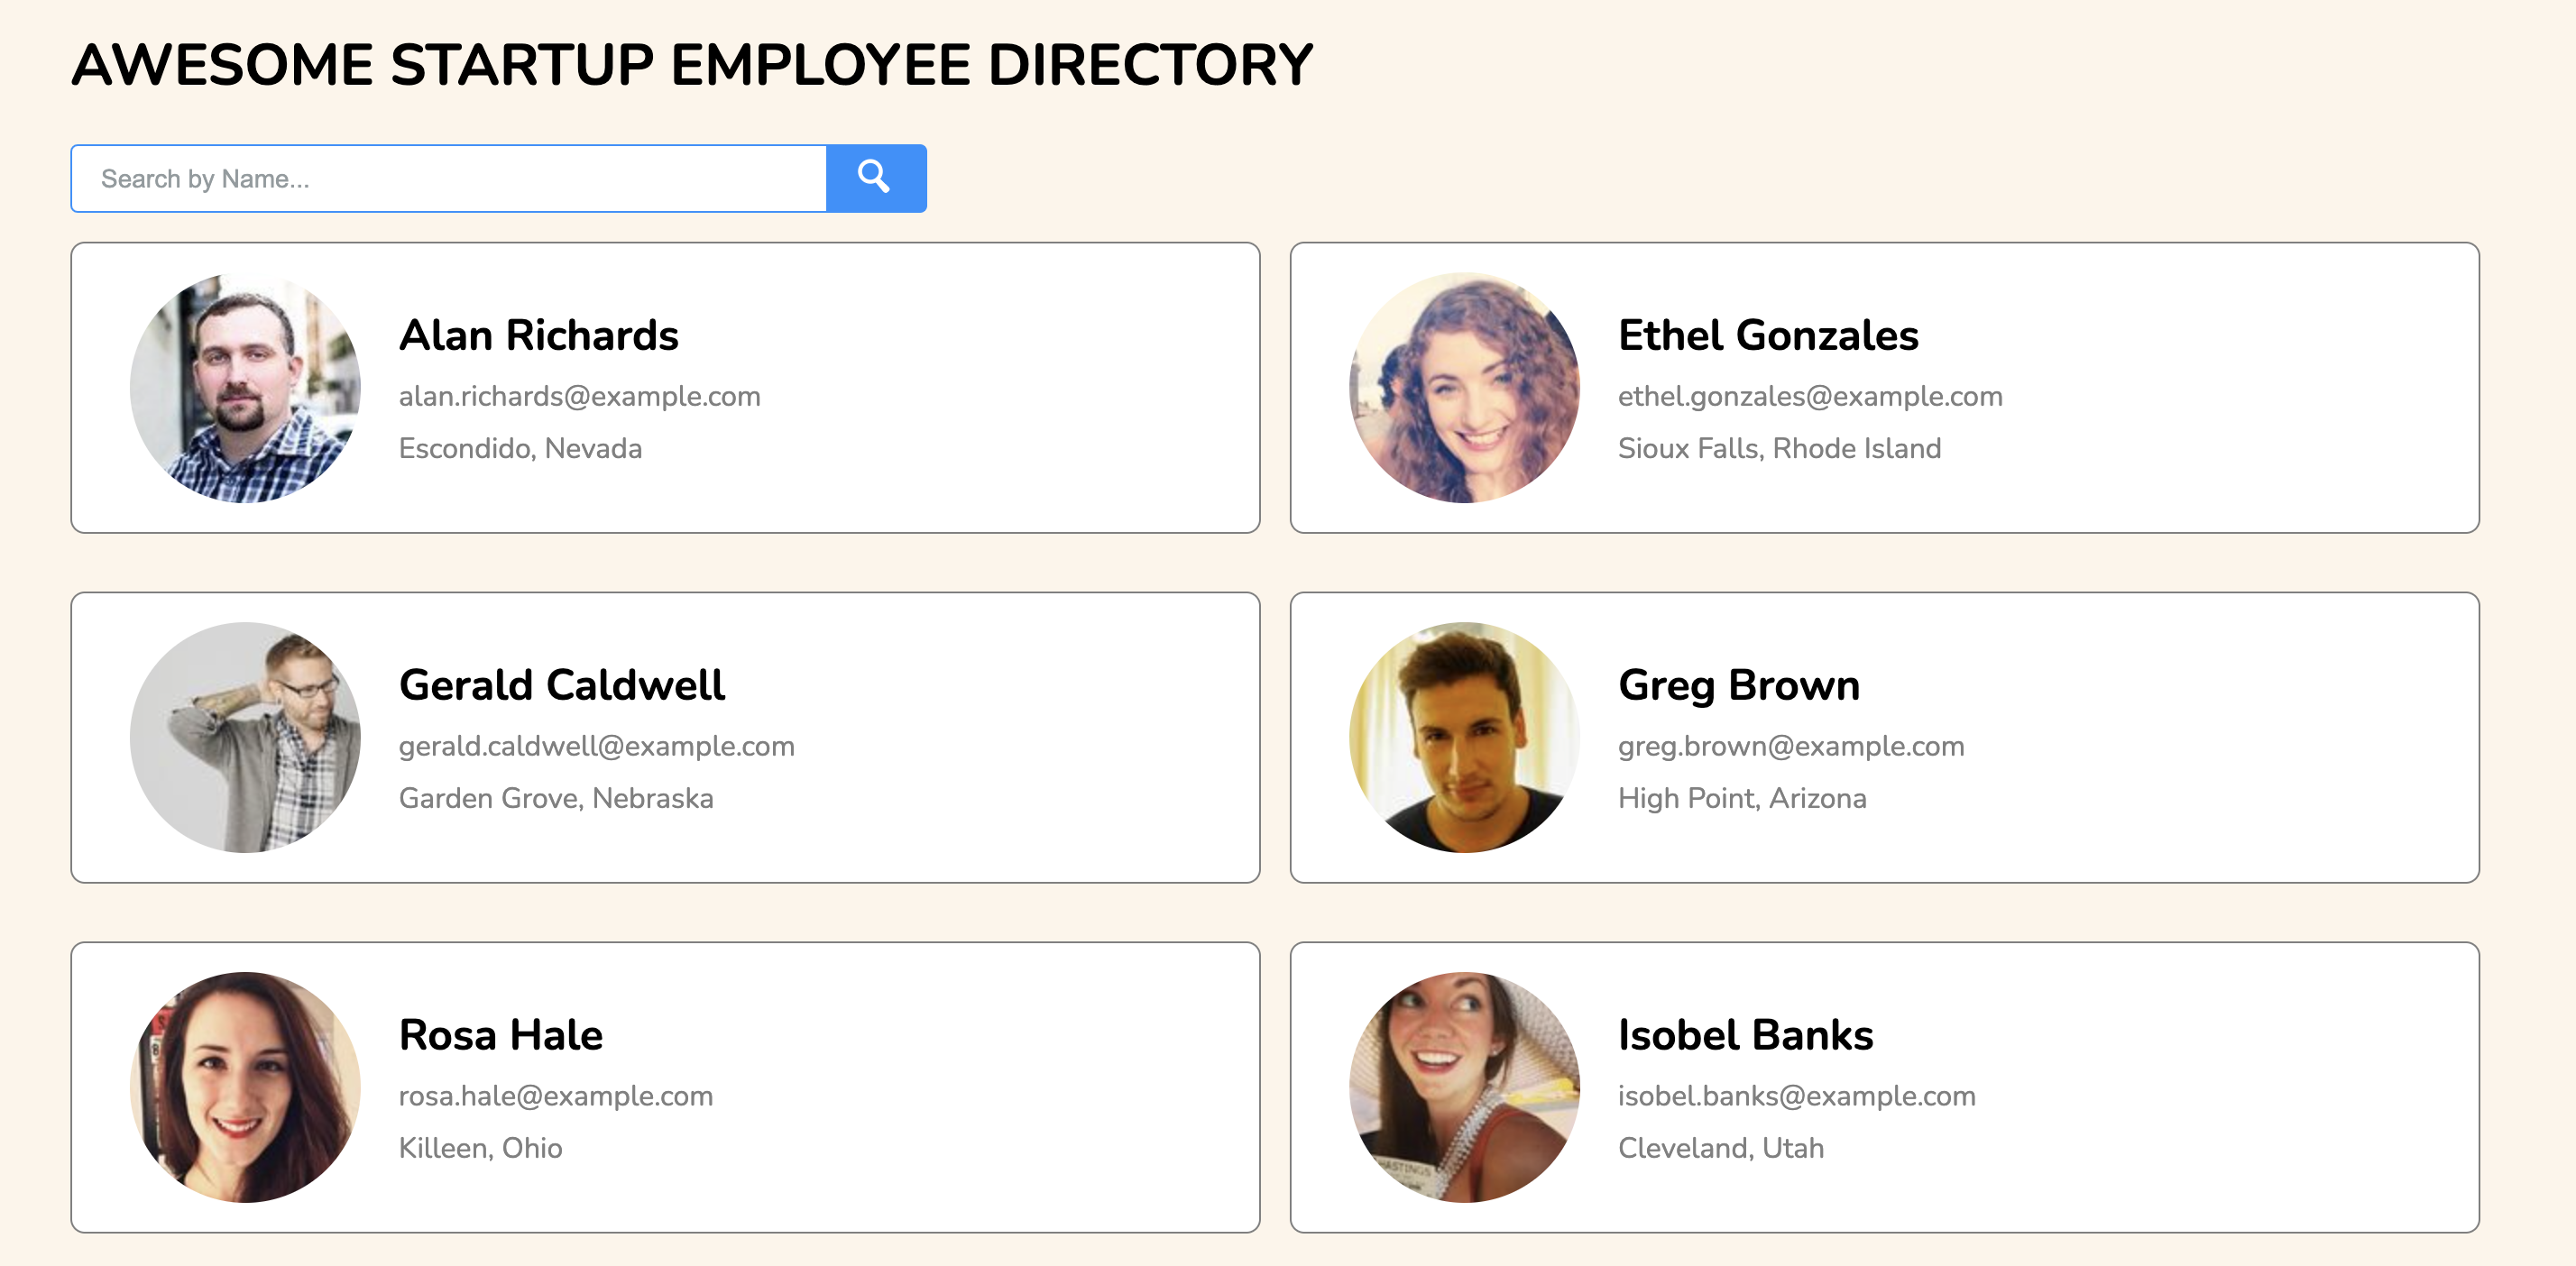 AWESOME STARTUP EMPLOYEE DIRECTORY
Search by Name...
Alan Richards
alan.richards@example.com
Escondido, Nevada
Ethel Gonzales
ethel.gonzales@example.com
Sioux Falls, Rhode Island
Gerald Caldwell
gerald.caldwell@example.com
Garden Grove, Nebraska
Greg Brown
greg.brown@example.com
High Point, Arizona
Rosa Hale
rosa.hale@example.com
Killeen, Ohio
Isobel Banks
isobel.banks@example.com
Cleveland, Utah